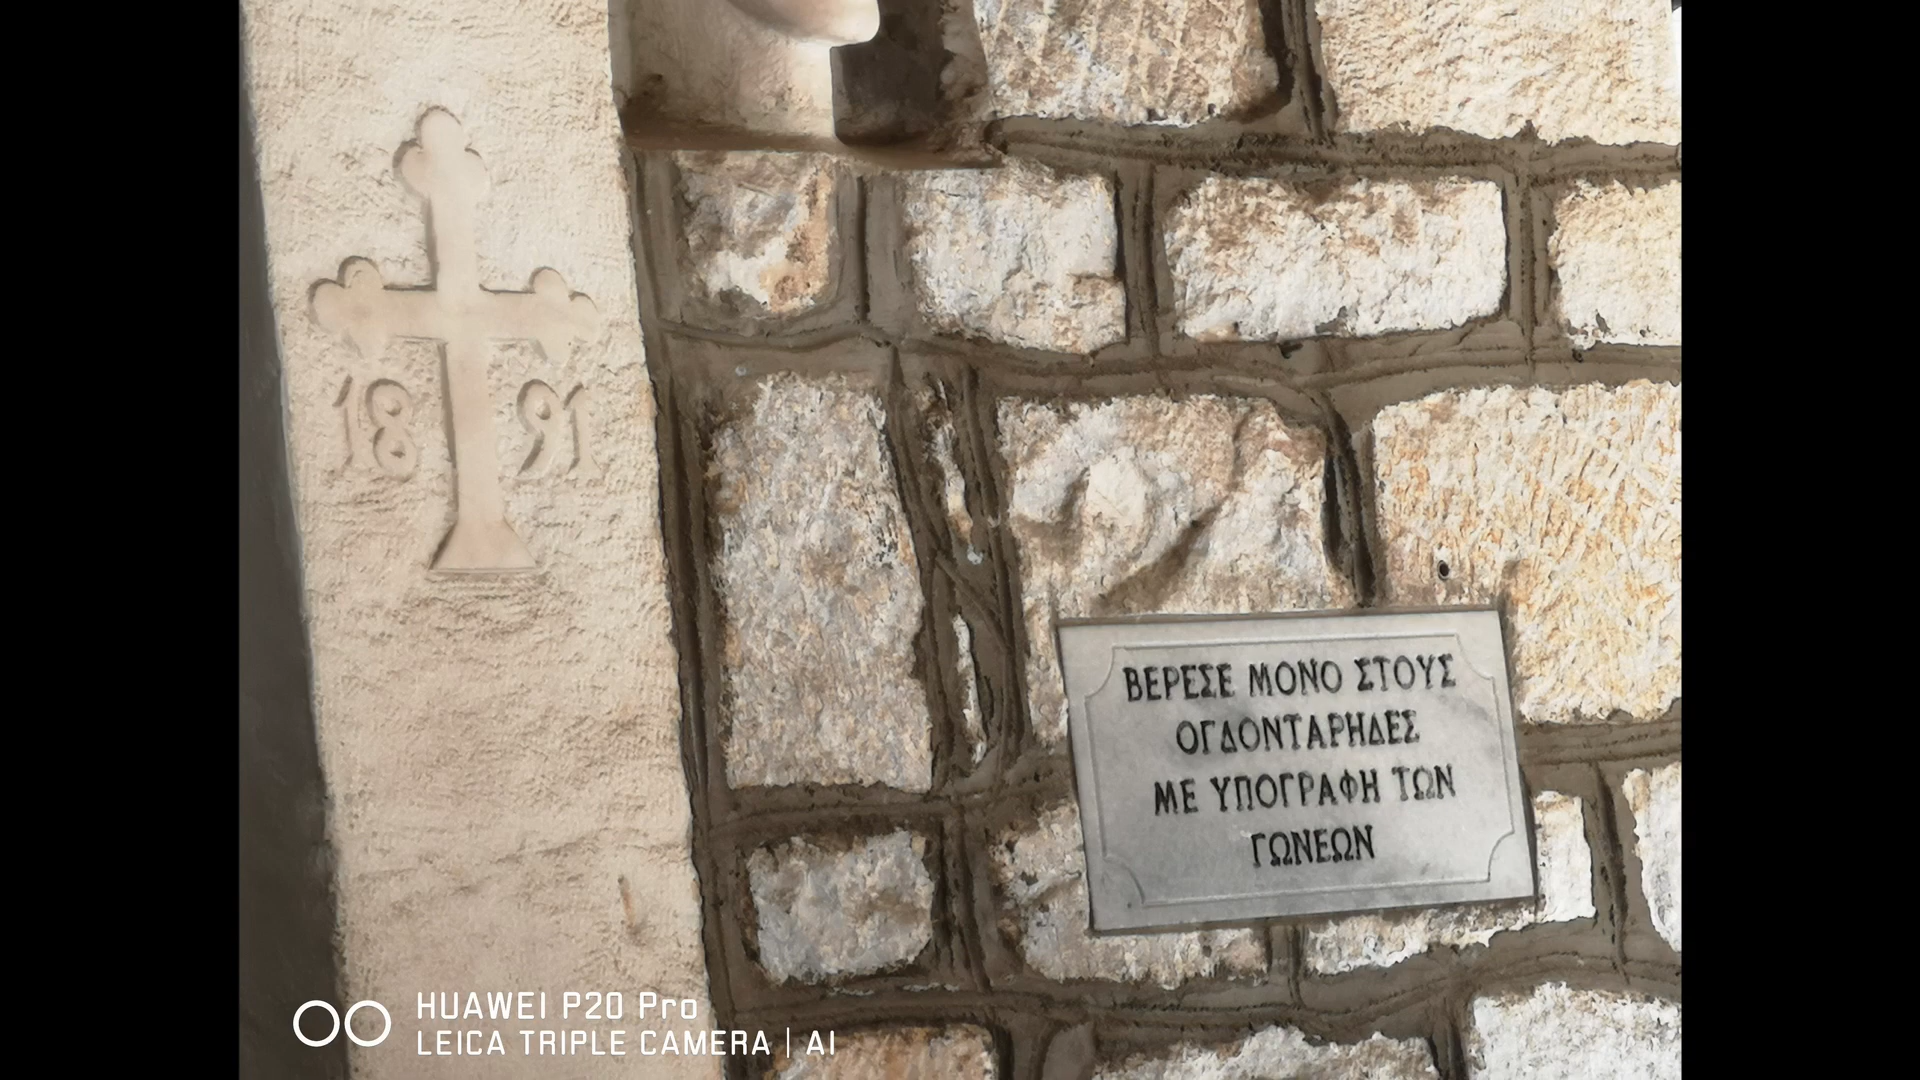 18 91
ΒΕΡΕΣΕ ΜΟΝΟ ΣΤΟΥΣ
ΟΓΔΟΝΤΑΡΗΔΕΣ
ΜΕ ΥΠΟΓΡΑΦΗ ΤΩΝ
ΓΩΝΕΩΝ
HUAWEI P20 Pro
LEICA TRIPLE CAMERA | AI